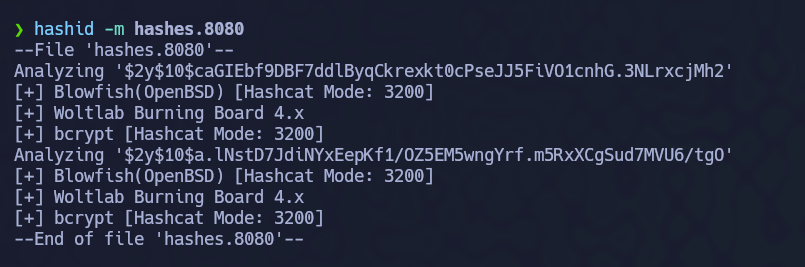 ❯ hashid -m hashes.8080
--File 'hashes.8080'--
Analyzing '$2y$10$caGIEbf9DBF7ddlByqCkrexkt0cPseJJ5FiVO1cnhG.3NLrxcjMh2'
[+] Blowfish(OpenBSD) [Hashcat Mode: 3200]
[+] Woltlab Burning Board 4.x
[+] bcrypt [Hashcat Mode: 3200]
Analyzing '$2y$10$a.lNstD7JdiNYxEepKf1/OZ5EM5wngYrf.m5RxXCgSud7MVU6/tgO'
[+] Blowfish(OpenBSD) [Hashcat Mode: 3200]
[+] Woltlab Burning Board 4.x
[+] bcrypt [Hashcat Mode: 3200]
--End of file 'hashes.8080'--